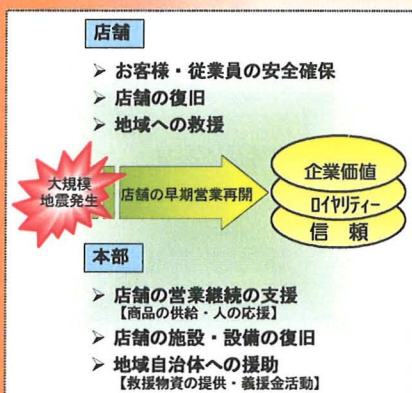 店舗
➢ お客様・従業員の安全確保
➢ 店舗の復旧
➢ 地域への救援
大規模
地震発生
店舗の早期営業再開
企業価値
ロイヤリティー
信 頼
本部
➢ 店舗の営業継続の支援
【商品の供給・人の応援】
➢ 店舗の施設・設備の復旧
➢ 地域自治体への援助
【救援物資の提供・義援金活動】